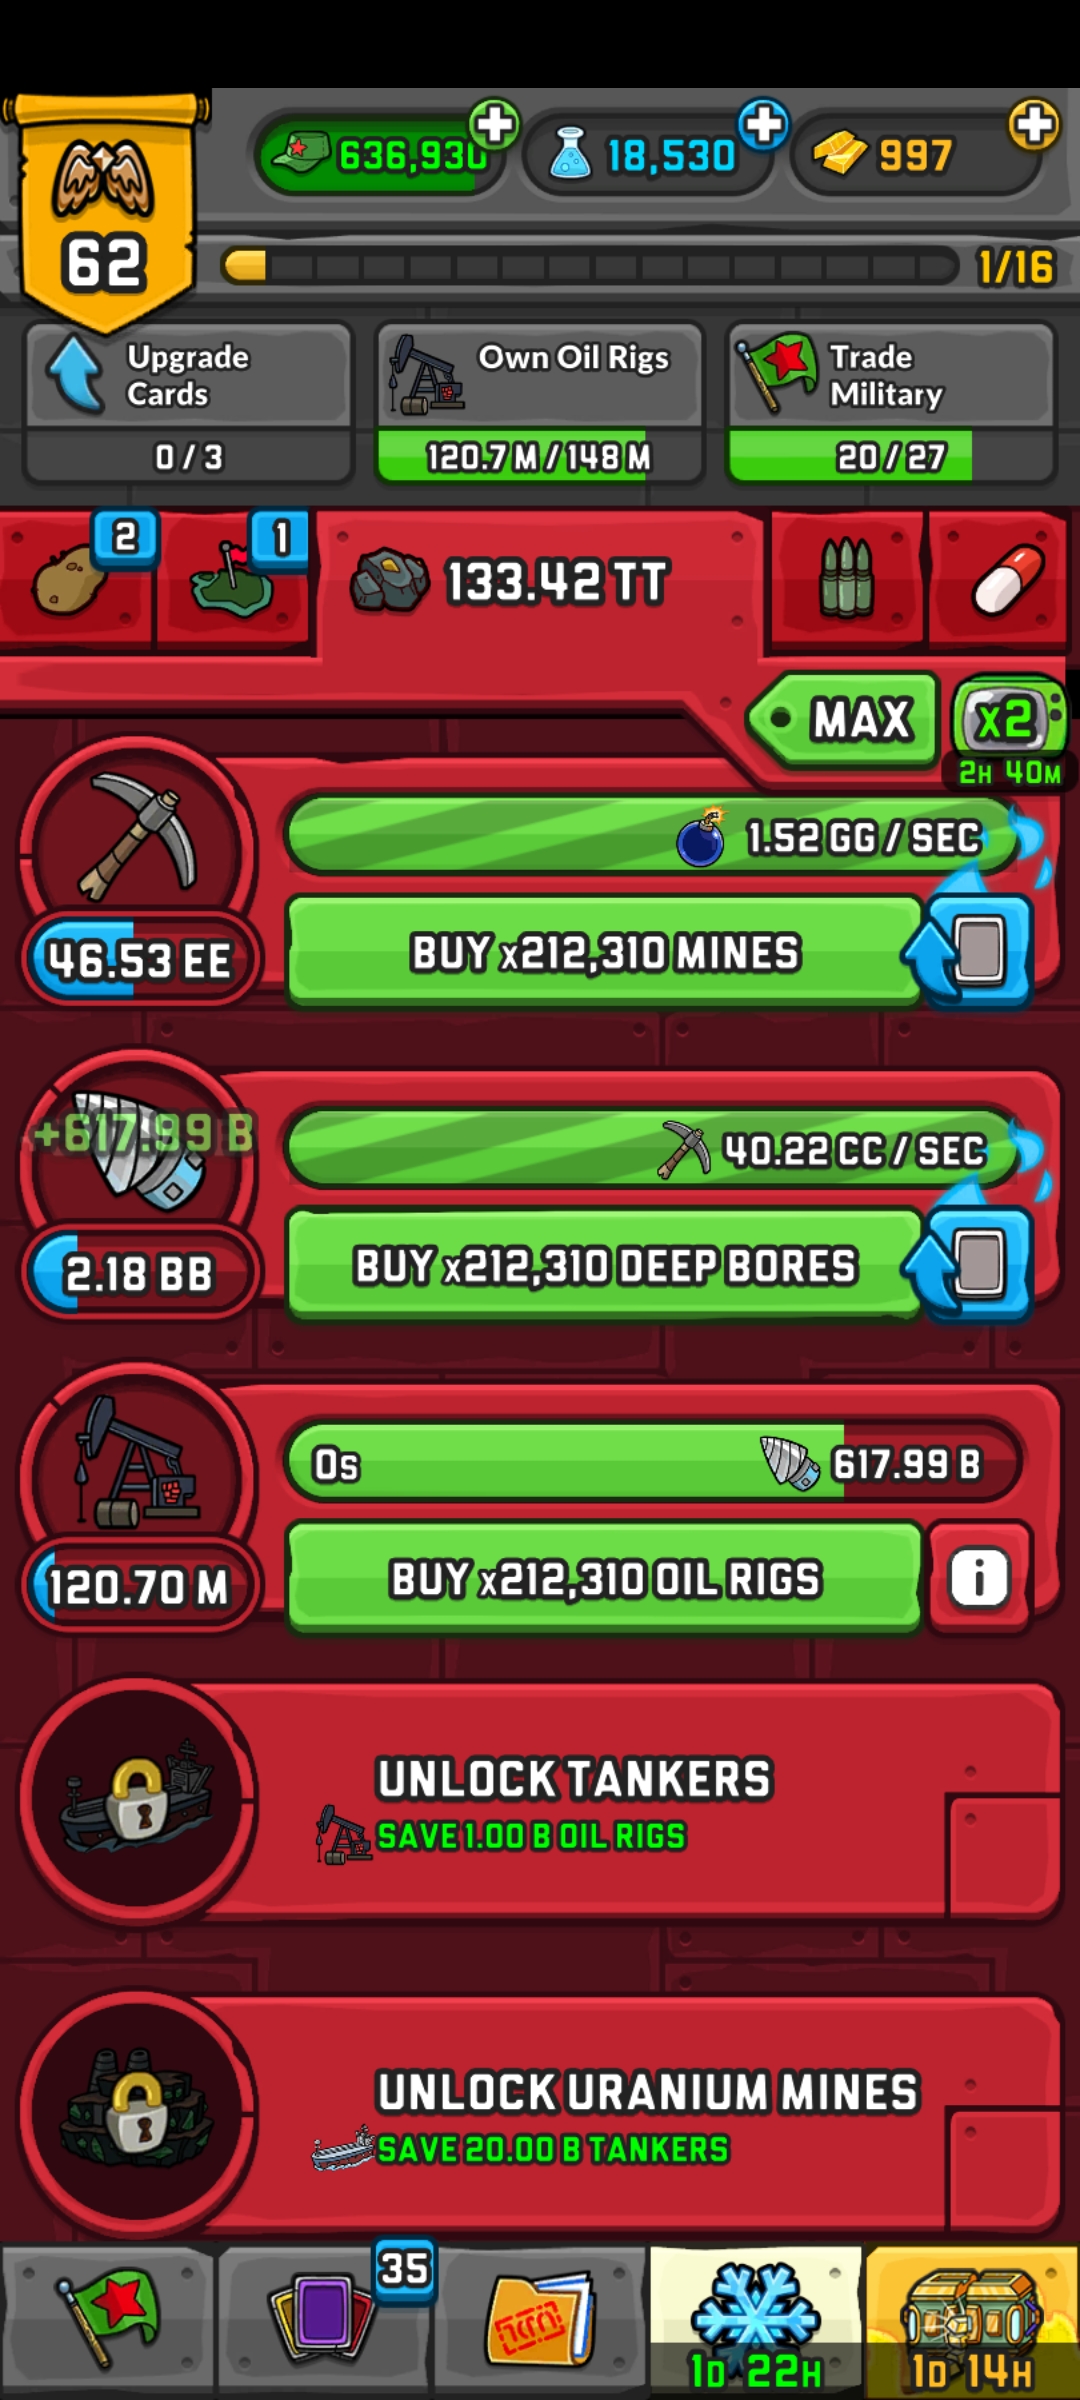 62
636,930
18,530
997
1/16
Upgrade
Cards
0 / 3
Own Oil Rigs
120.7 M / 148 M
Trade
Military
20 / 27
2
1
133.42 TT
MAX
x2
2H 40M
1.52 GG / SEC
46.53 EE
BUY x212,310 MINES
+617.99 B
40.22 CC / SEC
2.18 BB
BUY x212,310 DEEP BORES
0s
617.99 B
120.70 M
BUY x212,310 OIL RIGS
i
UNLOCK TANKERS
SAVE 1.00 B OIL RIGS
UNLOCK URANIUM MINES
SAVE 20.00 B TANKERS
35
1D 22H
1D 14H